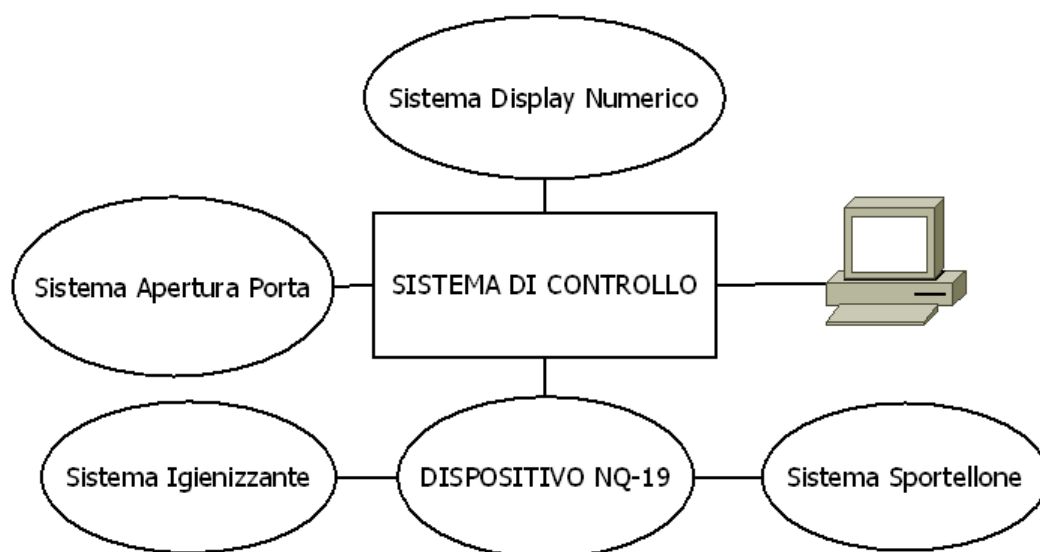 Sistema Display Numerico
Sistema Apertura Porta
SISTEMA DI CONTROLLO
Sistema Igienizzante
DISPOSITIVO NQ-19
Sistema Sportellone